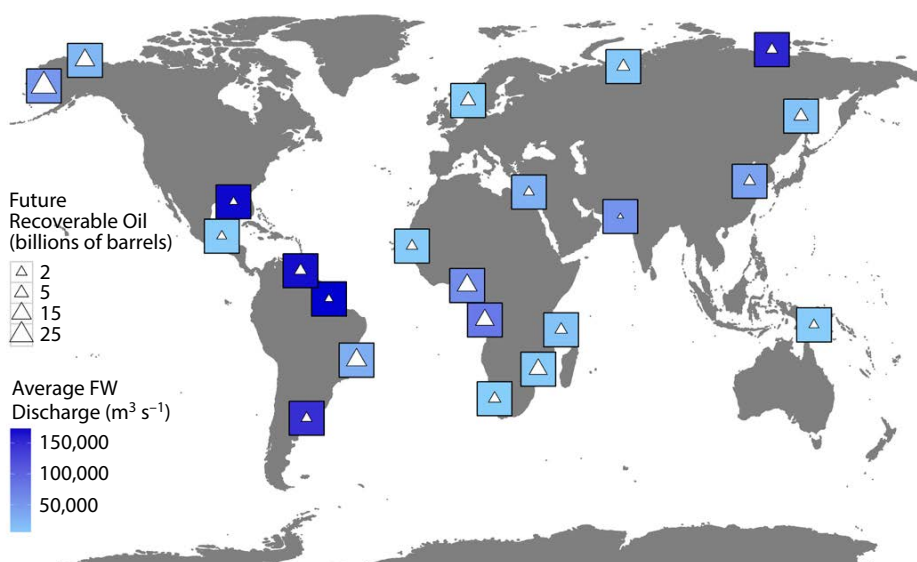 Future
Recoverable Oil
(billions of barrels)
2
5
15
25
Average FW
Discharge (m³ s⁻¹)
150,000
100,000
50,000